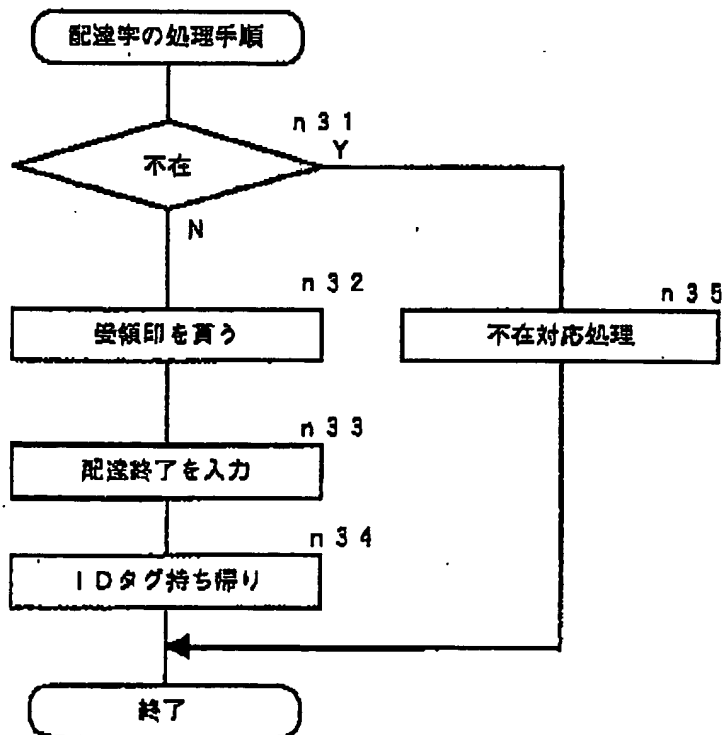 配達字の処理手順
n31
不在
Y
N
n32
受領印を貰う
n35
不在対応処理
n33
配達終了を入力
n34
IDタグ持ち帰り
終了